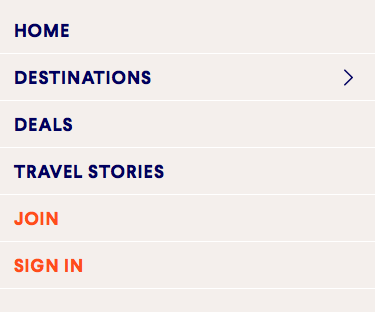 HOME
DESTINATIONS
DEALS
TRAVEL STORIES
JOIN
SIGN IN